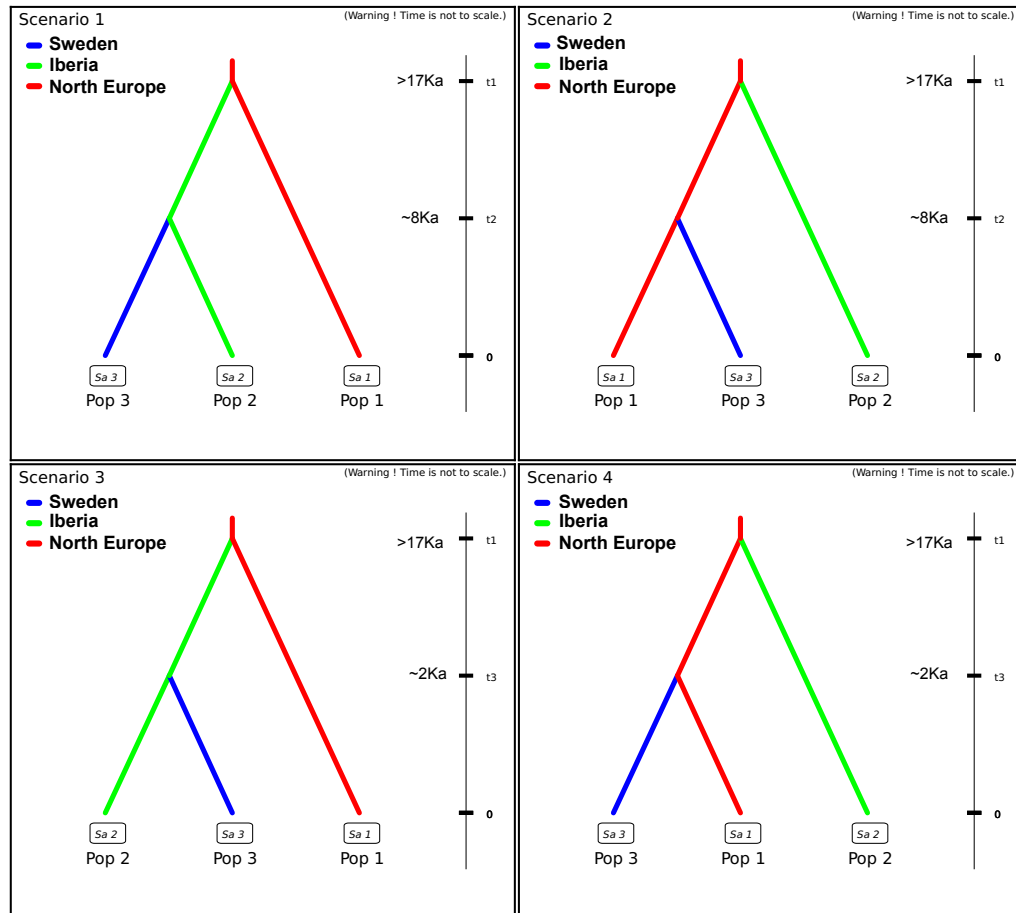 Scenario 1
(Warning ! Time is not to scale.)
Sweden
Iberia
North Europe
>17Ka
t1
~8Ka
t2
0
Sa 3
Sa 2
Sa 1
Pop 3
Pop 2
Pop 1
Scenario 2
(Warning ! Time is not to scale.)
Sweden
Iberia
North Europe
>17Ka
t1
~8Ka
t2
0
Sa 1
Sa 3
Sa 2
Pop 1
Pop 3
Pop 2
Scenario 3
(Warning ! Time is not to scale.)
Sweden
Iberia
North Europe
>17Ka
t1
~2Ka
t3
0
Sa 2
Sa 3
Sa 1
Pop 2
Pop 3
Pop 1
Scenario 4
(Warning ! Time is not to scale.)
Sweden
Iberia
North Europe
>17Ka
t1
~2Ka
t3
0
Sa 3
Sa 1
Sa 2
Pop 3
Pop 1
Pop 2